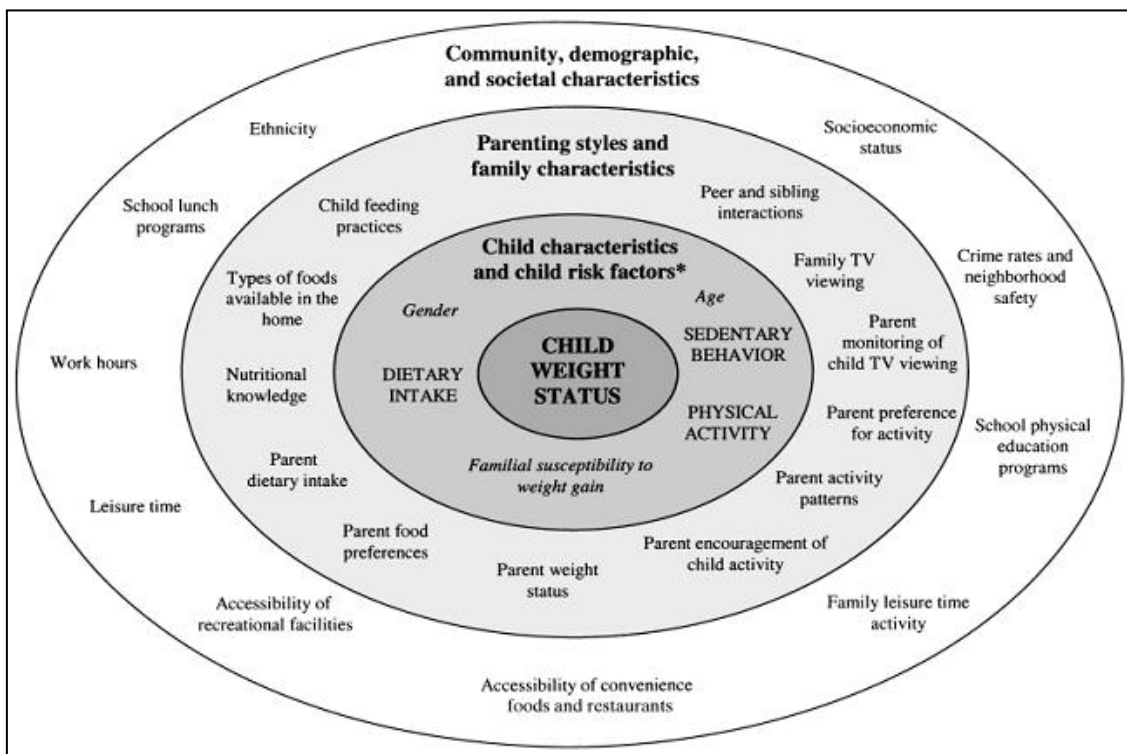 Community, demographic,
and societal characteristics
Ethnicity
Socioeconomic
status
School lunch
programs
Crime rates and
neighborhood
safety
Work hours
School physical
education
programs
Leisure time
Accessibility of
recreational facilities
Family leisure time
activity
Accessibility of convenience
foods and restaurants
Parenting styles and
family characteristics
Child feeding
practices
Peer and sibling
interactions
Types of foods
available in the
home
Family TV
viewing
Parent
monitoring of
child TV viewing
Nutritional
knowledge
Parent preference
for activity
Parent
dietary intake
Parent activity
patterns
Parent food
preferences
Parent weight
status
Parent encouragement of
child activity
Child characteristics
and child risk factors*
Gender
Age
SEDENTARY
BEHAVIOR
DIETARY
INTAKE
PHYSICAL
ACTIVITY
Familial susceptibility to
weight gain
CHILD
WEIGHT
STATUS